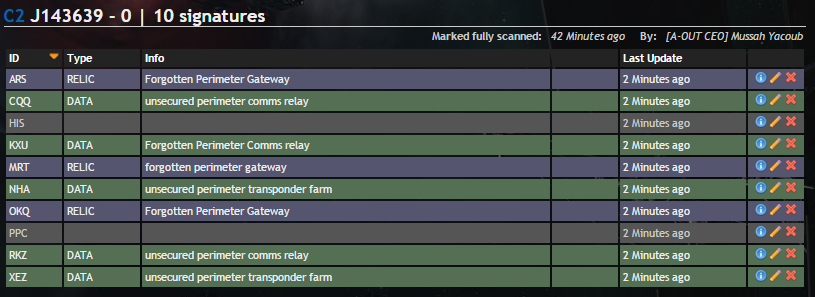 C2 J143639 - 0 | 10 signatures
Marked fully scanned: 42 Minutes ago By: [A-OUT CEO] Mussah Yacoub
ID Type Info Last Update
ARS RELIC Forgotten Perimeter Gateway 2 Minutes ago
CQQ DATA unsecured perimeter comms relay 2 Minutes ago
HIS 2 Minutes ago
KXU DATA Forgotten Perimeter Comms relay 2 Minutes ago
MRT RELIC forgotten perimeter gateway 2 Minutes ago
NHA DATA unsecured perimeter transponder farm 2 Minutes ago
OKQ RELIC Forgotten Perimeter Gateway 2 Minutes ago
PPC 2 Minutes ago
RKZ DATA unsecured perimeter comms relay 2 Minutes ago
XEZ DATA unsecured perimeter transponder farm 2 Minutes ago